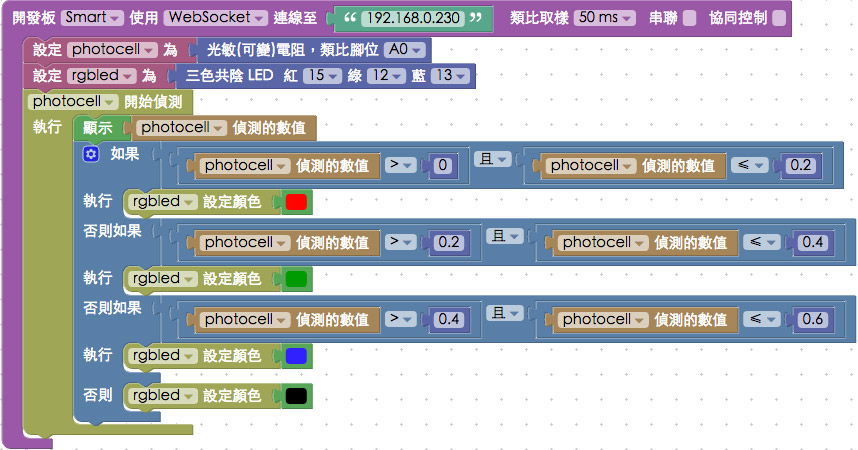 開發板 Smart 使用 WebSocket 連線至 “ 192.168.0.230 ” 類比取樣 50 ms 串聯 協同控制
設定 photocell 為 光敏(可變)電阻，類比腳位 A0
設定 rgbled 為 三色共陰 LED 紅 15 綠 12 藍 13
photocell 開始偵測
執行 顯示 photocell 偵測的數值
如果 photocell 偵測的數值 > 0 且 photocell 偵測的數值 ≤ 0.2
執行 rgbled 設定顏色
否則如果 photocell 偵測的數值 > 0.2 且 photocell 偵測的數值 ≤ 0.4
執行 rgbled 設定顏色
否則如果 photocell 偵測的數值 > 0.4 且 photocell 偵測的數值 ≤ 0.6
執行 rgbled 設定顏色
否則 rgbled 設定顏色